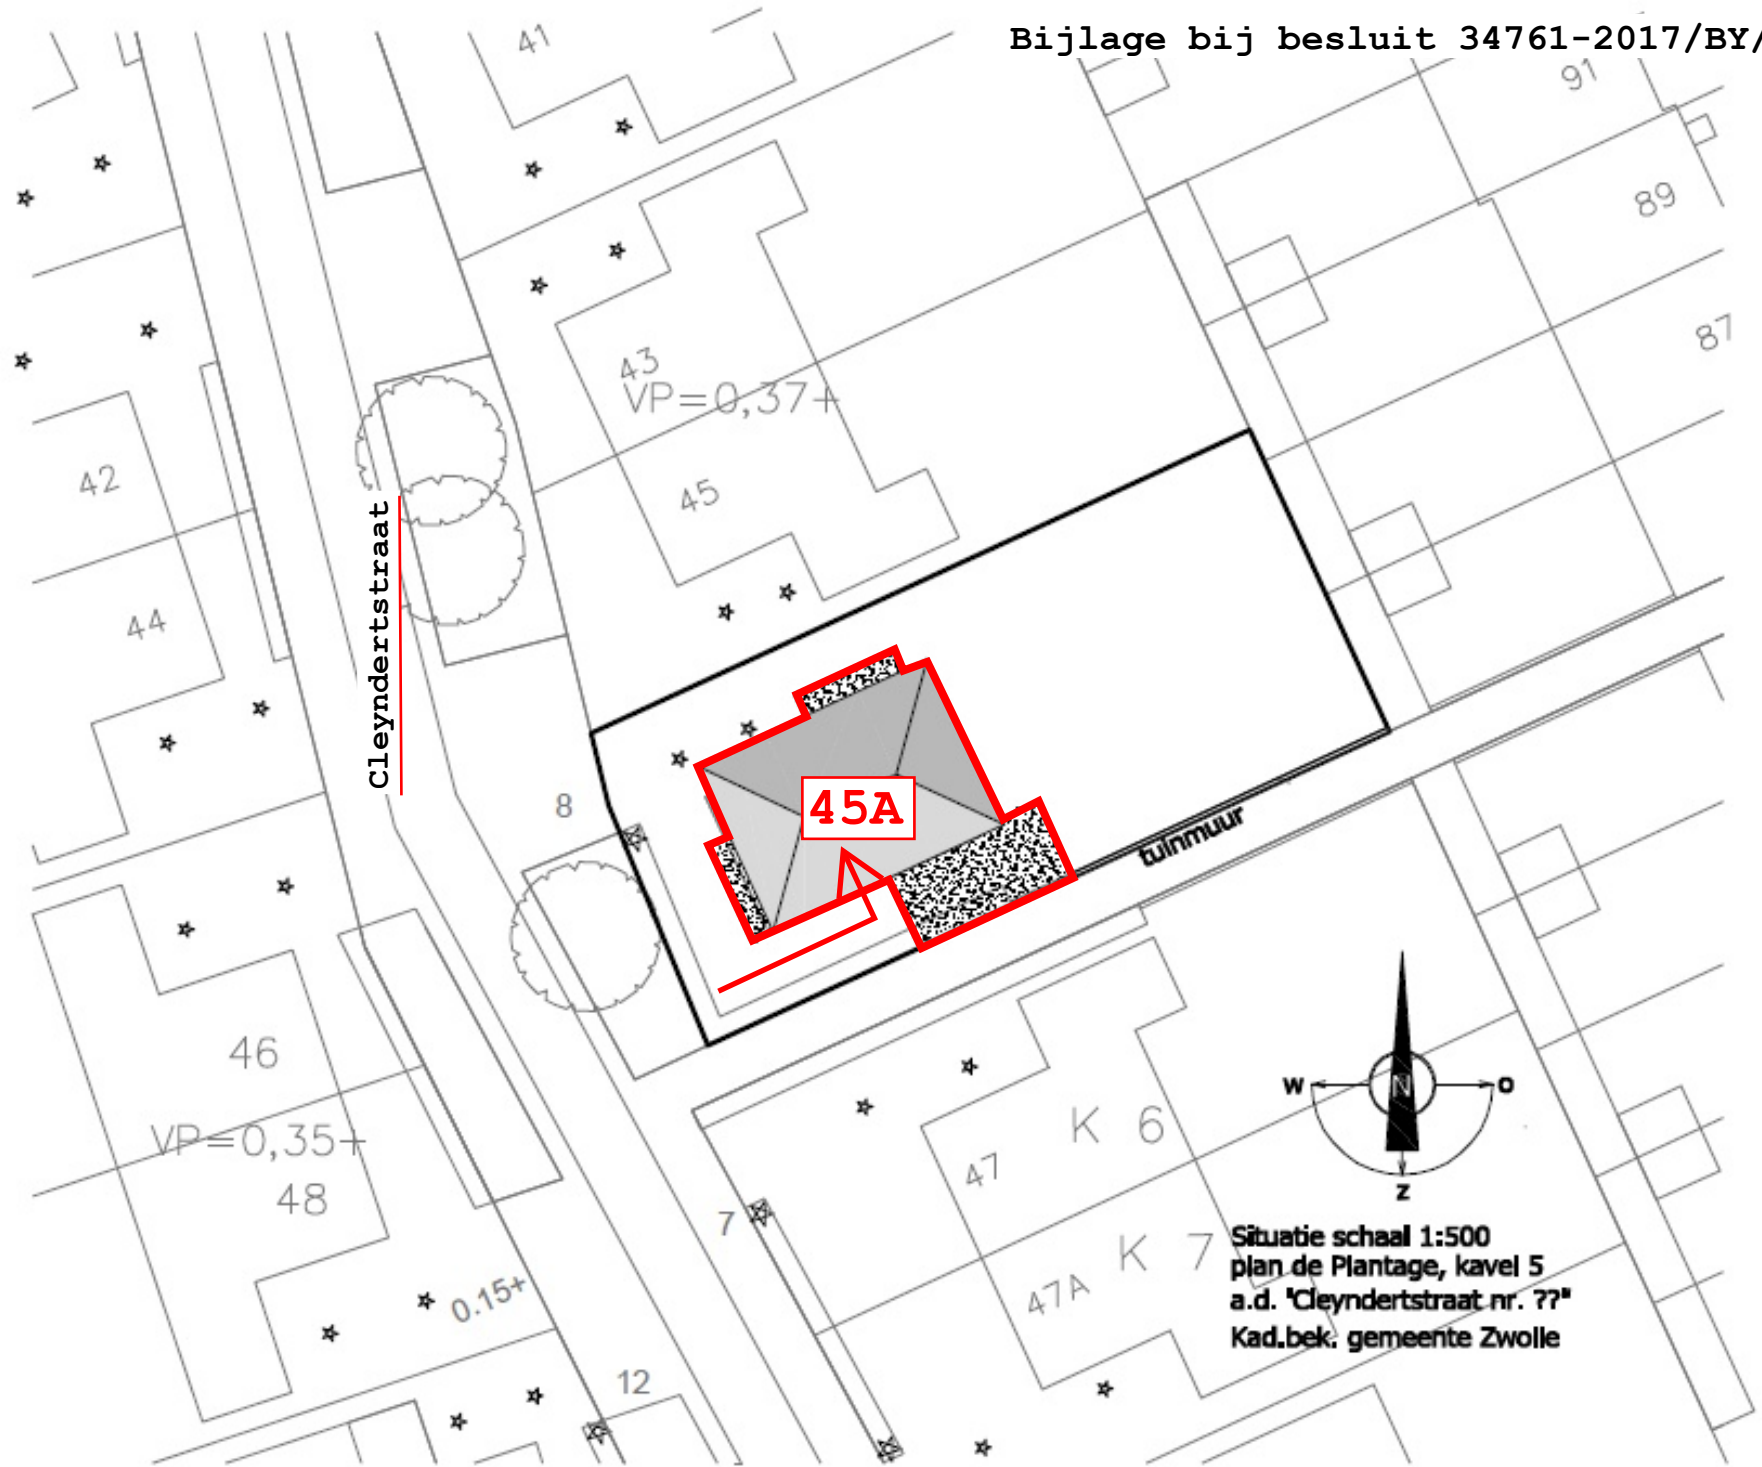 Bijlage bij besluit 34761-2017/BY/
41
91
89
87
43
VP=0,37+
45
42
44
Cleyndertstraat
8
45A
tuinmuur
46
VP=0,35+
48
K 6
47
7
K 7
47A
0.15+
12
N
W
O
Z
Situatie schaal 1:500
plan de Plantage, kavel 5
a.d. "Cleyndertstraat nr. ??"
Kad.bek. gemeente Zwolle